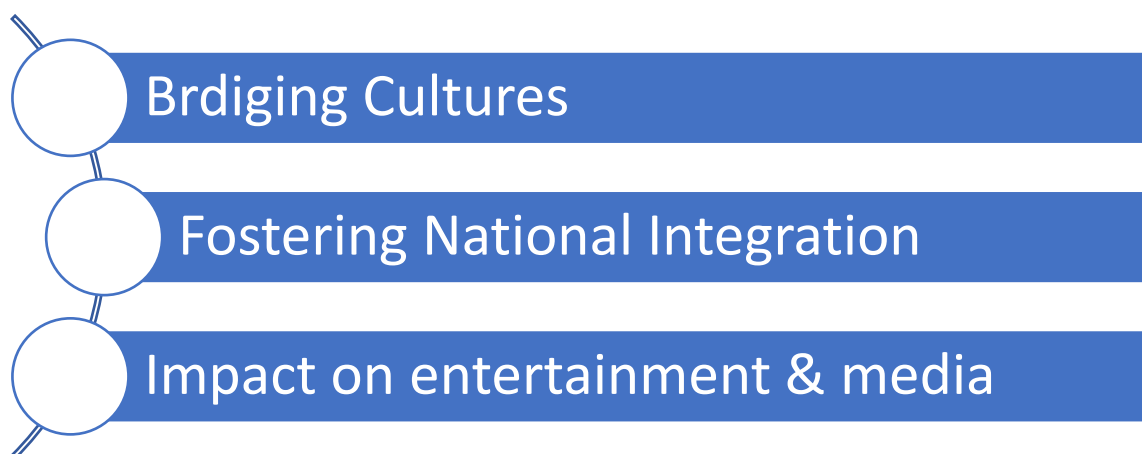 Brdiging Cultures
Fostering National Integration
Impact on entertainment & media